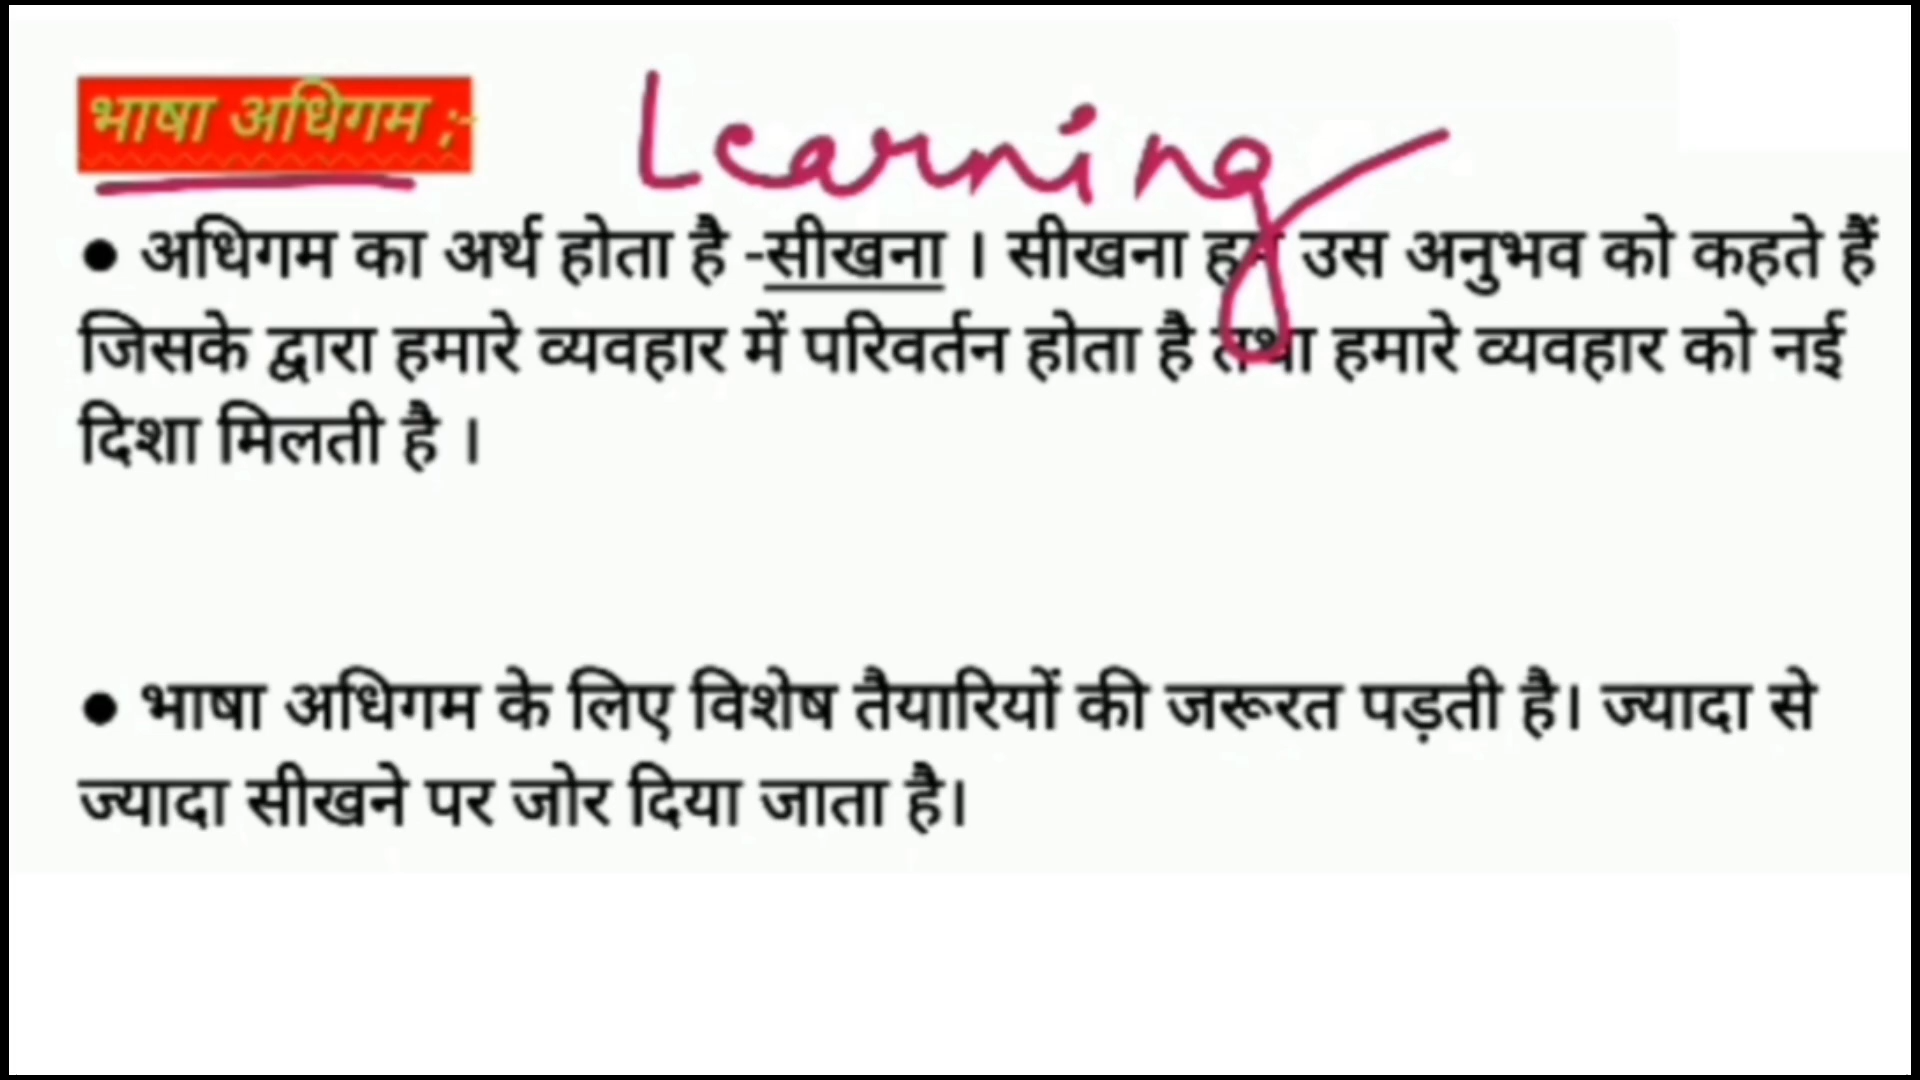 भाषा अधिगम ;-
Learning
● अधिगम का अर्थ होता है -सीखना । सीखना हम उस अनुभव को कहते हैं
जिसके द्वारा हमारे व्यवहार में परिवर्तन होता है तथा हमारे व्यवहार को नई
दिशा मिलती है ।
● भाषा अधिगम के लिए विशेष तैयारियों की जरूरत पड़ती है। ज्यादा से
ज्यादा सीखने पर जोर दिया जाता है।